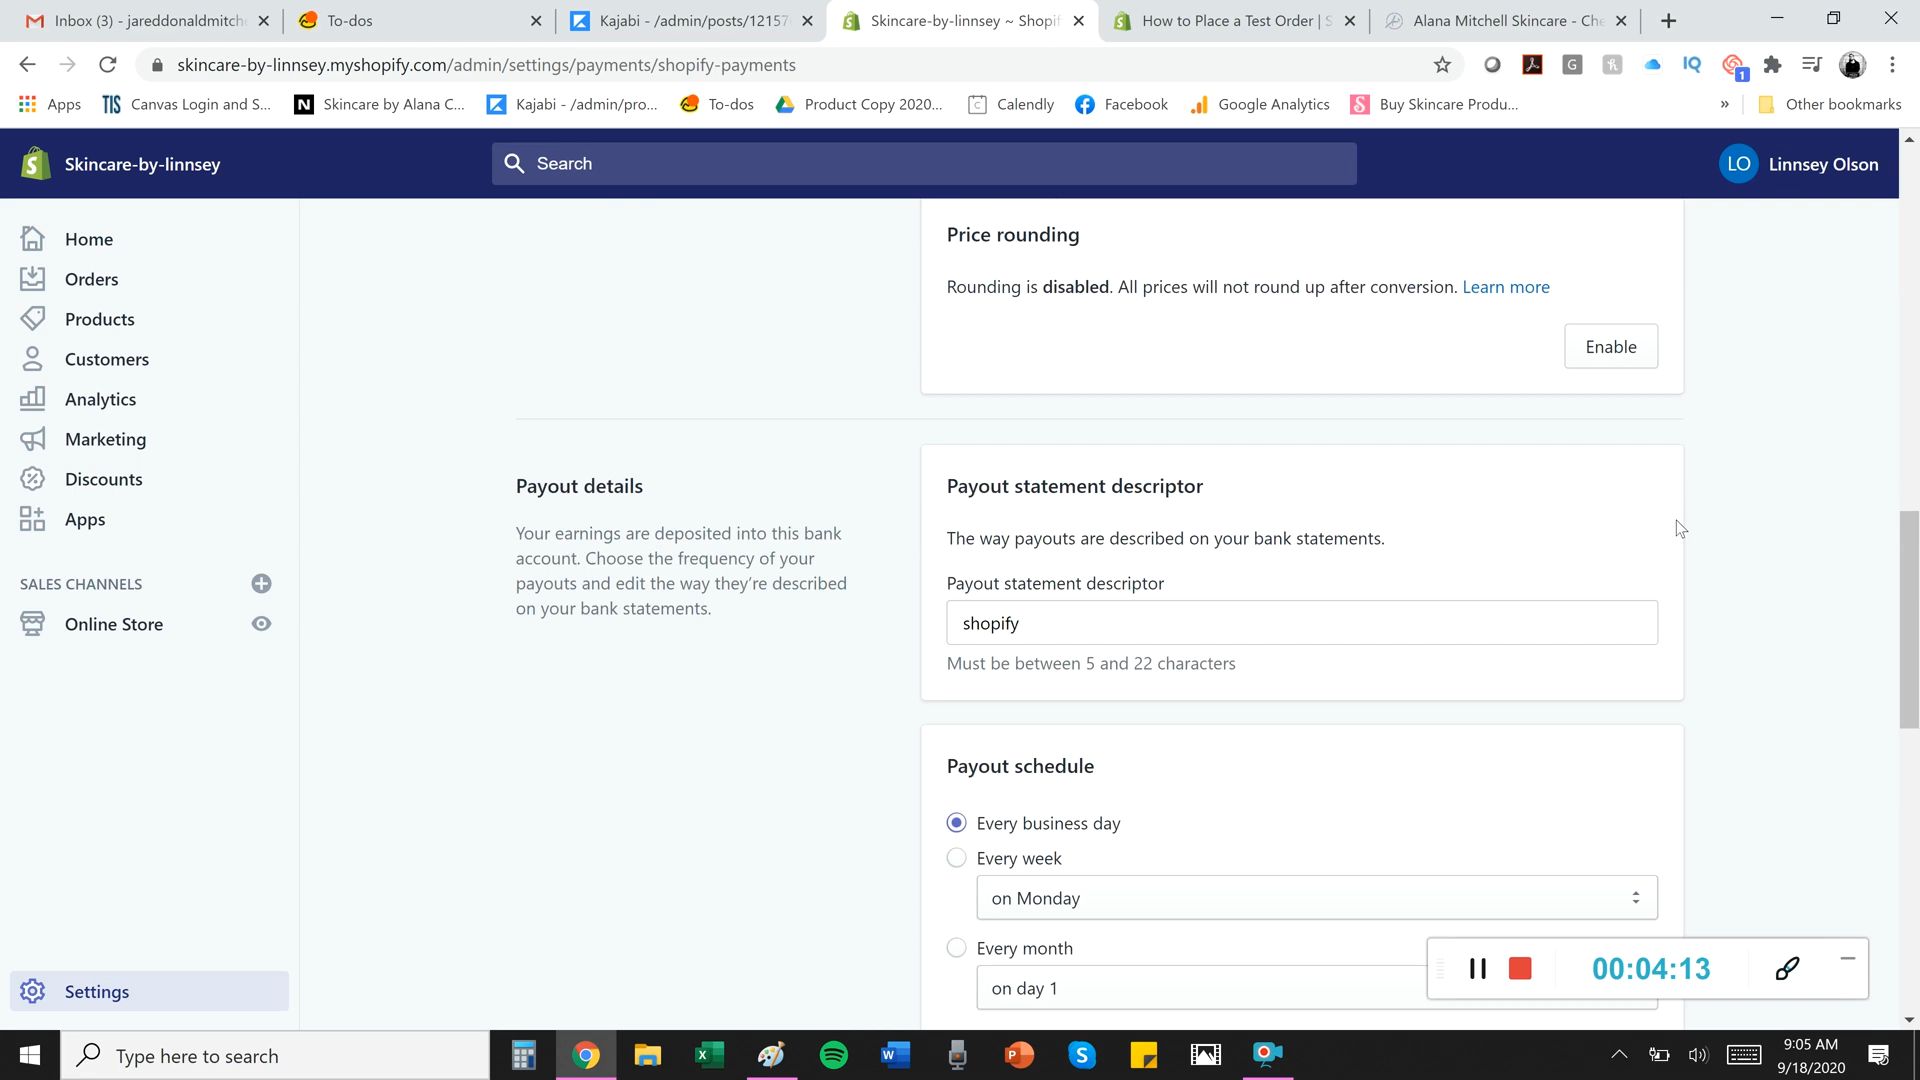 Inbox (3) - jareddonaldmitch
To-dos
Kajabi - /admin/posts/12157
Skincare-by-linnsey ~ Shopif
How to Place a Test Order | S
Alana Mitchell Skincare - Che
skincare-by-linnsey.myshopify.com/admin/settings/payments/shopify-payments
IQ
1
Apps
TIS Canvas Login and S...
N Skincare by Alana C...
Kajabi - /admin/pro...
To-dos
Product Copy 2020...
Calendly
Facebook
Google Analytics
Buy Skincare Produ...
»
Other bookmarks
Skincare-by-linnsey
Search
LO Linnsey Olson
Home
Orders
Products
Customers
Analytics
Marketing
Discounts
Apps
SALES CHANNELS
Online Store
Settings
Price rounding
Rounding is disabled. All prices will not round up after conversion. Learn more
Enable
Payout details
Your earnings are deposited into this bank
account. Choose the frequency of your
payouts and edit the way they're described
on your bank statements.
Payout statement descriptor
The way payouts are described on your bank statements.
Payout statement descriptor
shopify
Must be between 5 and 22 characters
Payout schedule
Every business day
Every week
on Monday
Every month
on day 1
00:04:13
Type here to search
9:05 AM
9/18/2020